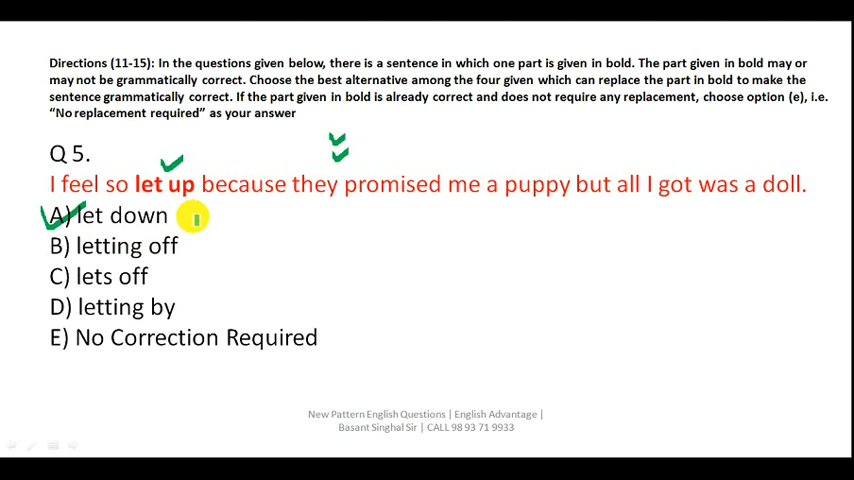 Directions (11-15): In the questions given below, there is a sentence in which one part is given in bold. The part given in bold may or
may not be grammatically correct. Choose the best alternative among the four given which can replace the part in bold to make the
sentence grammatically correct. If the part given in bold is already correct and does not require any replacement, choose option (e), i.e.
“No replacement required” as your answer
Q 5.
I feel so let up because they promised me a puppy but all I got was a doll.
A) let down
B) letting off
C) lets off
D) letting by
E) No Correction Required
New Pattern English Questions | English Advantage |
Basant Singhal Sir | CALL 98 93 71 9933